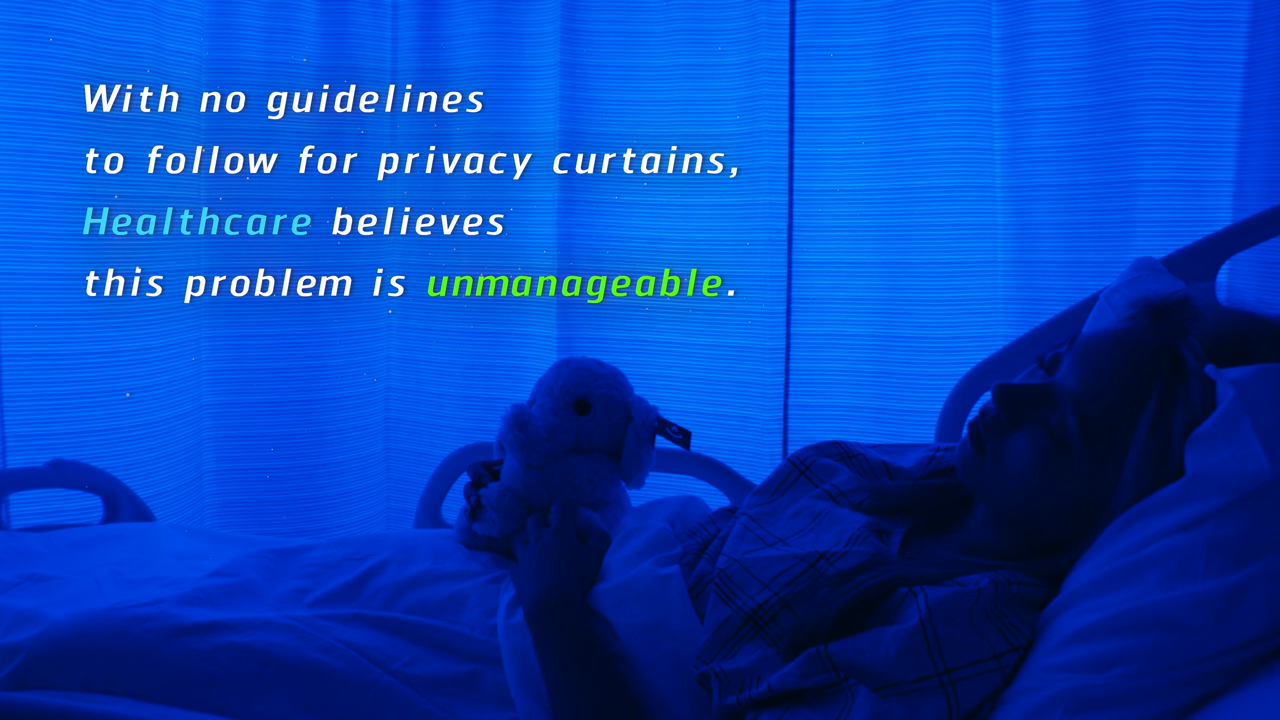 With no guidelines
to follow for privacy curtains,
Healthcare believes
this problem is unmanageable.